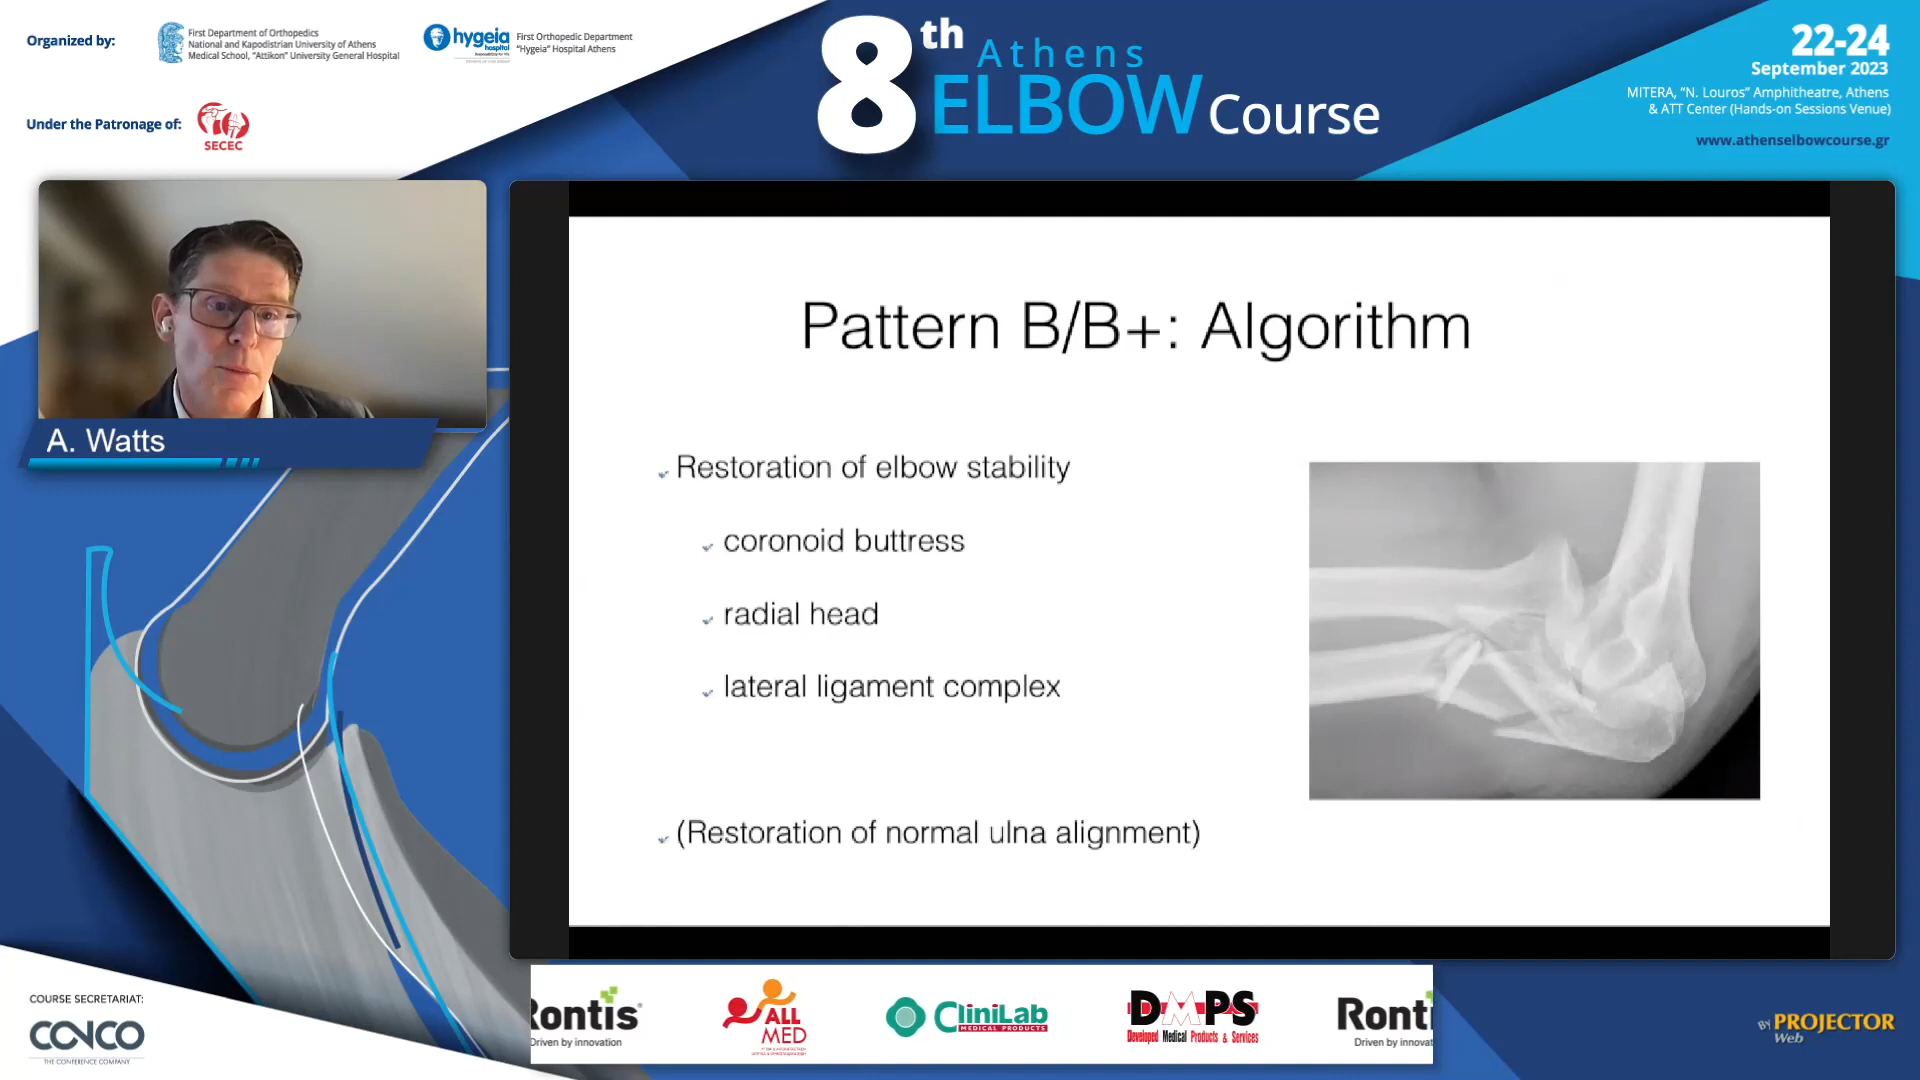 Organized by:
First Department of Orthopedics
National and Kapodistrian University of Athens
Medical School, "Attikon" University General Hospital
hygeia
hospital
First Orthopedic Department
"Hygeia" Hospital Athens
Under the Patronage of:
SECEC
8th
Athens
ELBOW Course
22-24
September 2023
MITERA, "N. Louros" Amphitheatre, Athens
& ATT Center (Hands-on Sessions Venue)
www.athenselbowcourse.gr
A. Watts
Pattern B/B+: Algorithm
Restoration of elbow stability
coronoid buttress
radial head
lateral ligament complex
(Restoration of normal ulna alignment)
COURSE SECRETARIAT:
CONCO
THE CONFERENCE COMPANY
Rontis
Driven by innovation
ALL
MED
CliniLab
MEDICAL PRODUCTS
DMPS
Developed Medical Products & Services
Ronti
Driven by innovat
BY PROJECTOR
Web